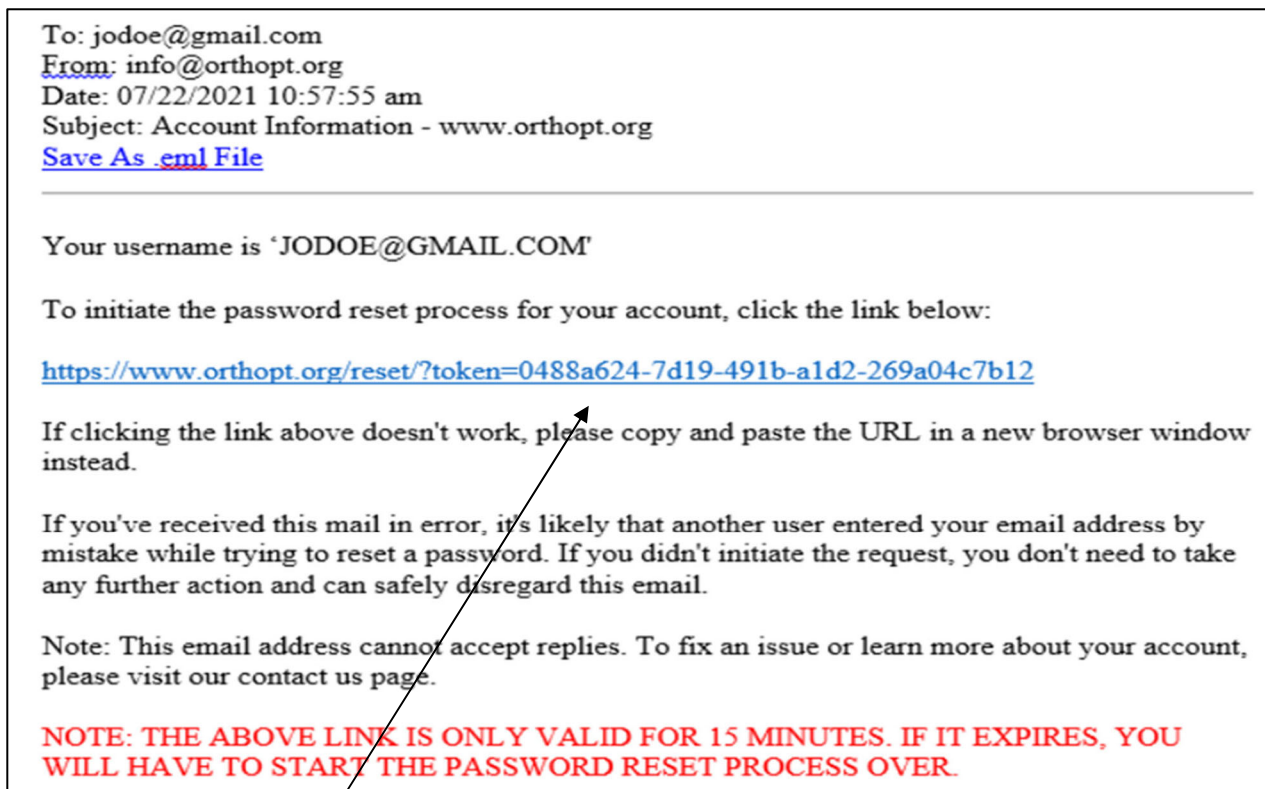 To: jodoe@gmail.com
From: info@orthopt.org
Date: 07/22/2021 10:57:55 am
Subject: Account Information - www.orthopt.org
Save As .eml File
Your username is ‘JODOE@GMAIL.COM'
To initiate the password reset process for your account, click the link below:
https://www.orthopt.org/reset/?token=0488a624-7d19-491b-a1d2-269a04c7b12
If clicking the link above doesn't work, please copy and paste the URL in a new browser window
instead.
If you've received this mail in error, it's likely that another user entered your email address by
mistake while trying to reset a password. If you didn't initiate the request, you don't need to take
any further action and can safely disregard this email.
Note: This email address cannot accept replies. To fix an issue or learn more about your account,
please visit our contact us page.
NOTE: THE ABOVE LINK IS ONLY VALID FOR 15 MINUTES. IF IT EXPIRES, YOU
WILL HAVE TO START THE PASSWORD RESET PROCESS OVER.